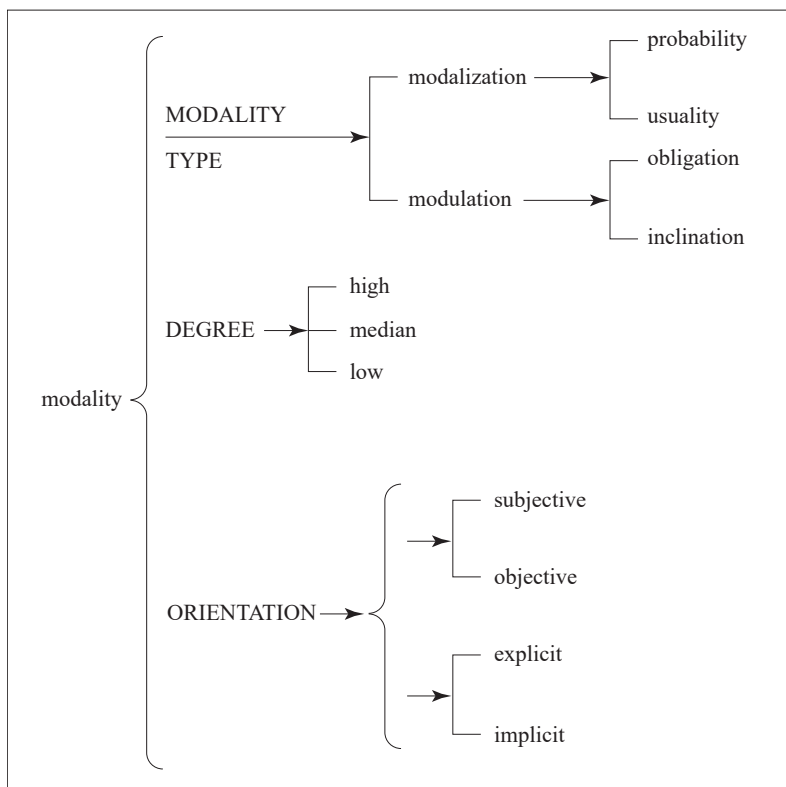 probability
modalization
MODALITY
TYPE
usuality
obligation
modulation
inclination
high
DEGREE
median
low
modality
subjective
objective
ORIENTATION
explicit
implicit